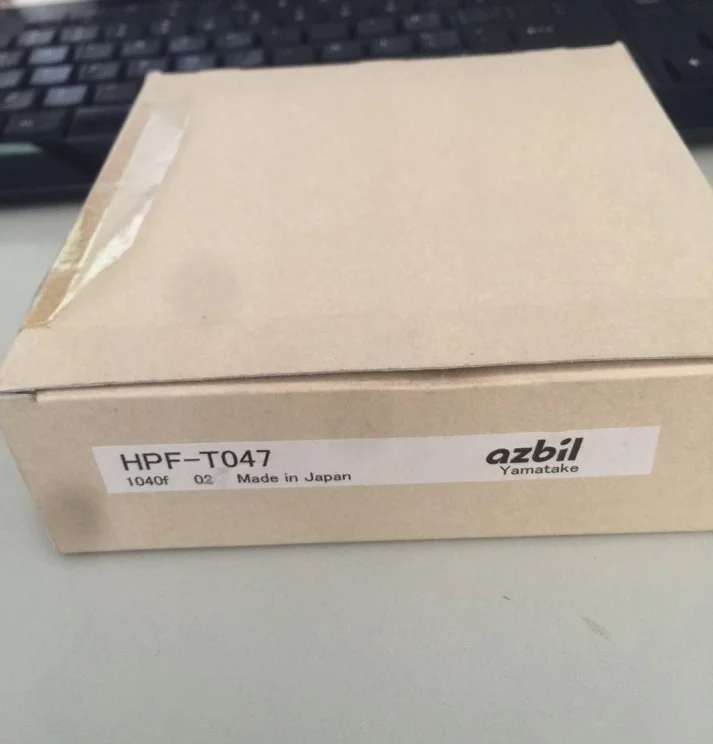 HPF-T047
1040f 02 Made in Japan
azbil
Yamatake